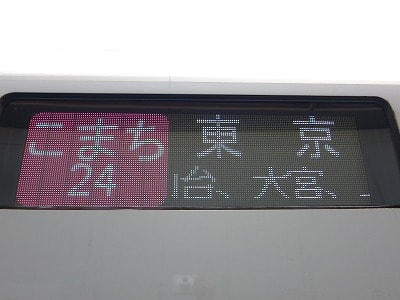 こまち 東京
24 台、大宮、